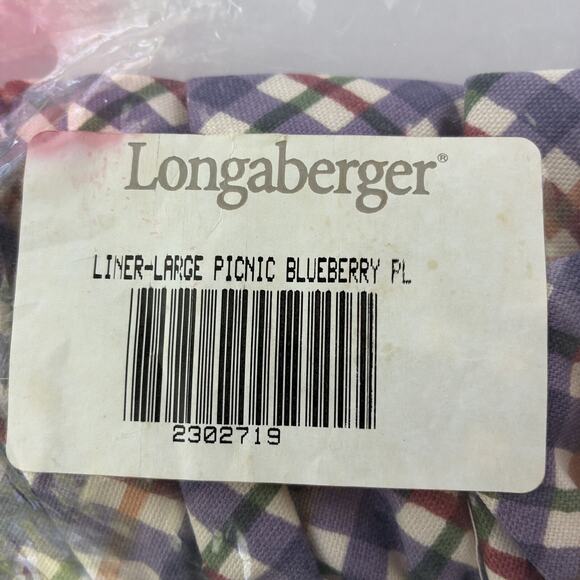 Longaberger®
LINER-LARGE PICNIC BLUEBERRY PL
2302719